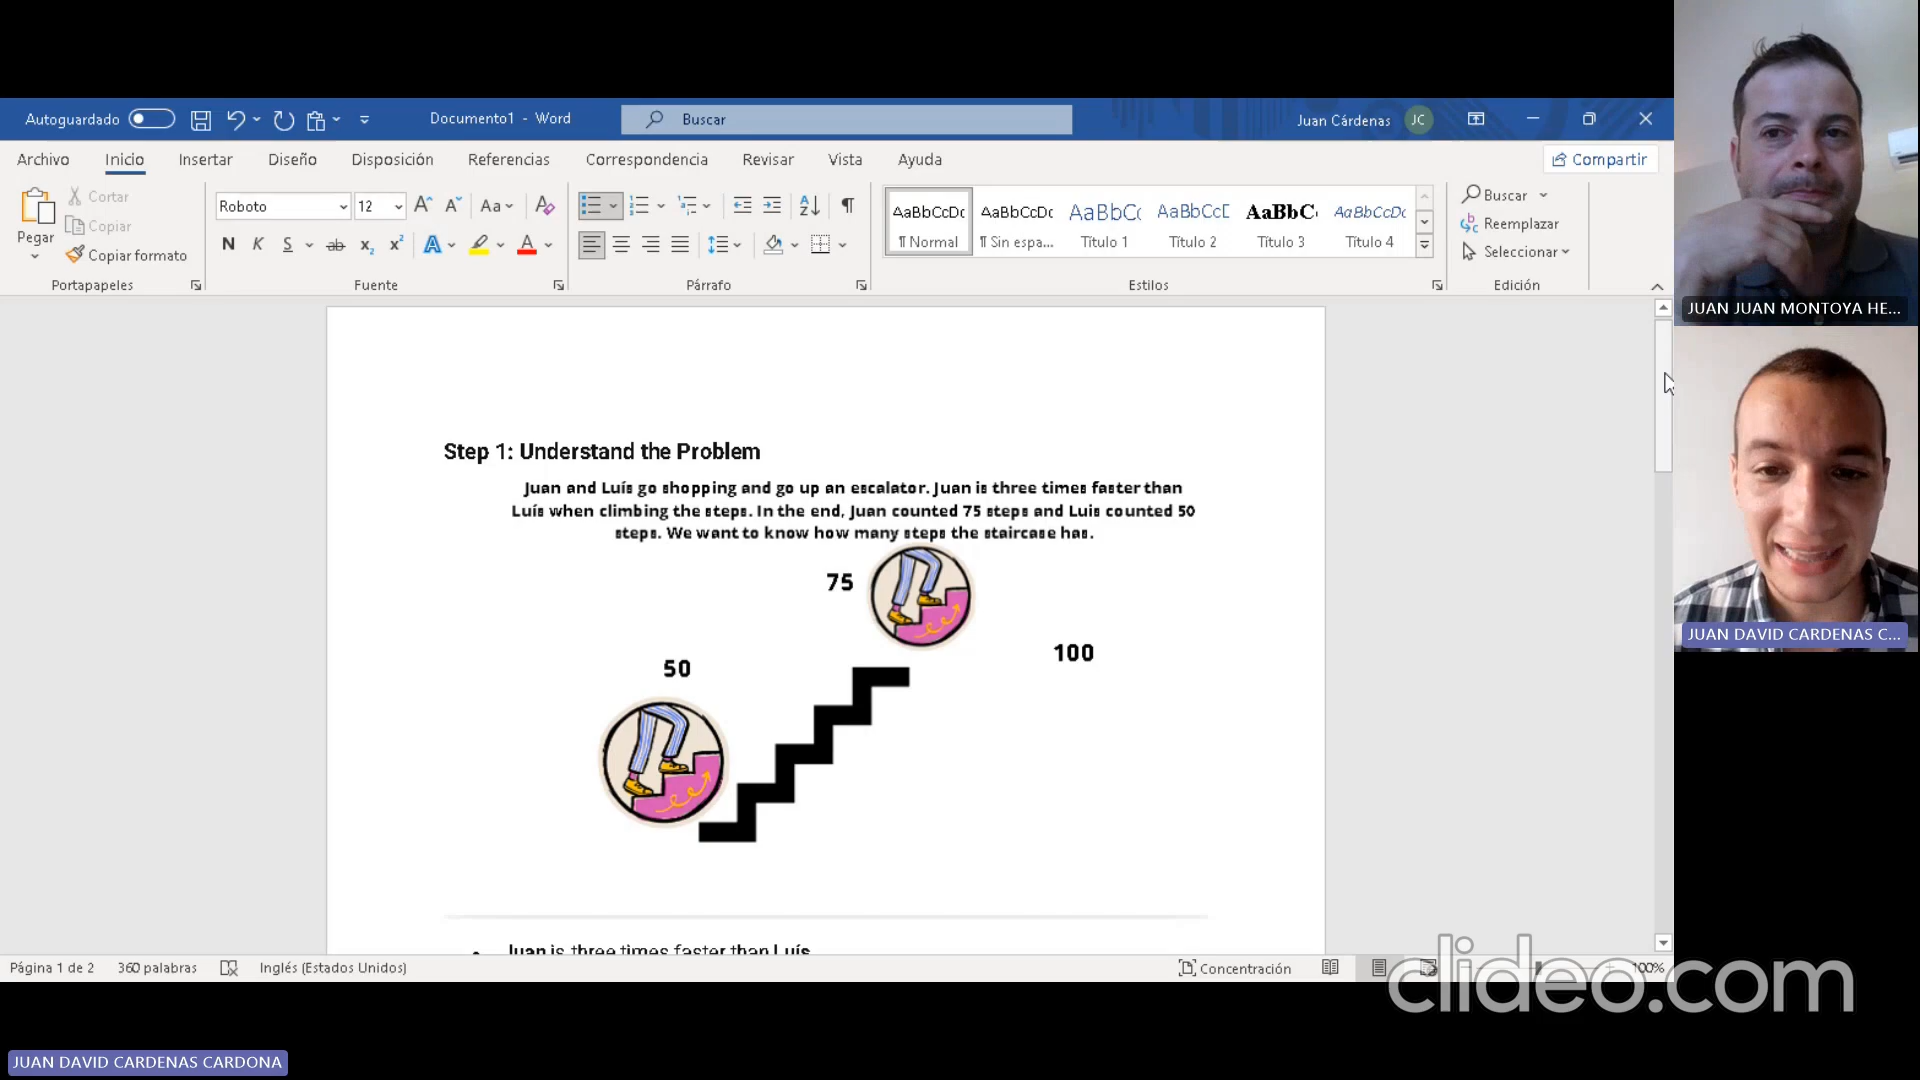 Autoguardado
Documento1 - Word
Buscar
Juan Cárdenas
JC
Archivo
Inicio
Insertar
Diseño
Disposición
Referencias
Correspondencia
Revisar
Vista
Ayuda
Compartir
Pegar
Cortar
Copiar
Copiar formato
Portapapeles
Roboto
12
Aa
N K S ab x₂ x² A A
Fuente
Párrafo
AaBbCcDc
¶ Normal
AaBbCcDc
¶ Sin espa...
AaBbC(
Título 1
AaBbCcE
Título 2
AaBbC
Título 3
AaBbCcDc
Título 4
Estilos
Buscar
Reemplazar
Seleccionar
Edición
Step 1: Understand the Problem
Juan and Luís go shopping and go up an escalator. Juan is three times faster than
Luís when climbing the steps. In the end, Juan counted 75 steps and Luis counted 50
steps. We want to know how many steps the staircase has.
75
100
50
• Juan is three times faster than Luís
Página 1 de 2
360 palabras
Inglés (Estados Unidos)
Concentración
100%
JUAN JUAN MONTOYA HE...
JUAN DAVID CARDENAS C...
clideo.com
JUAN DAVID CARDENAS CARDONA